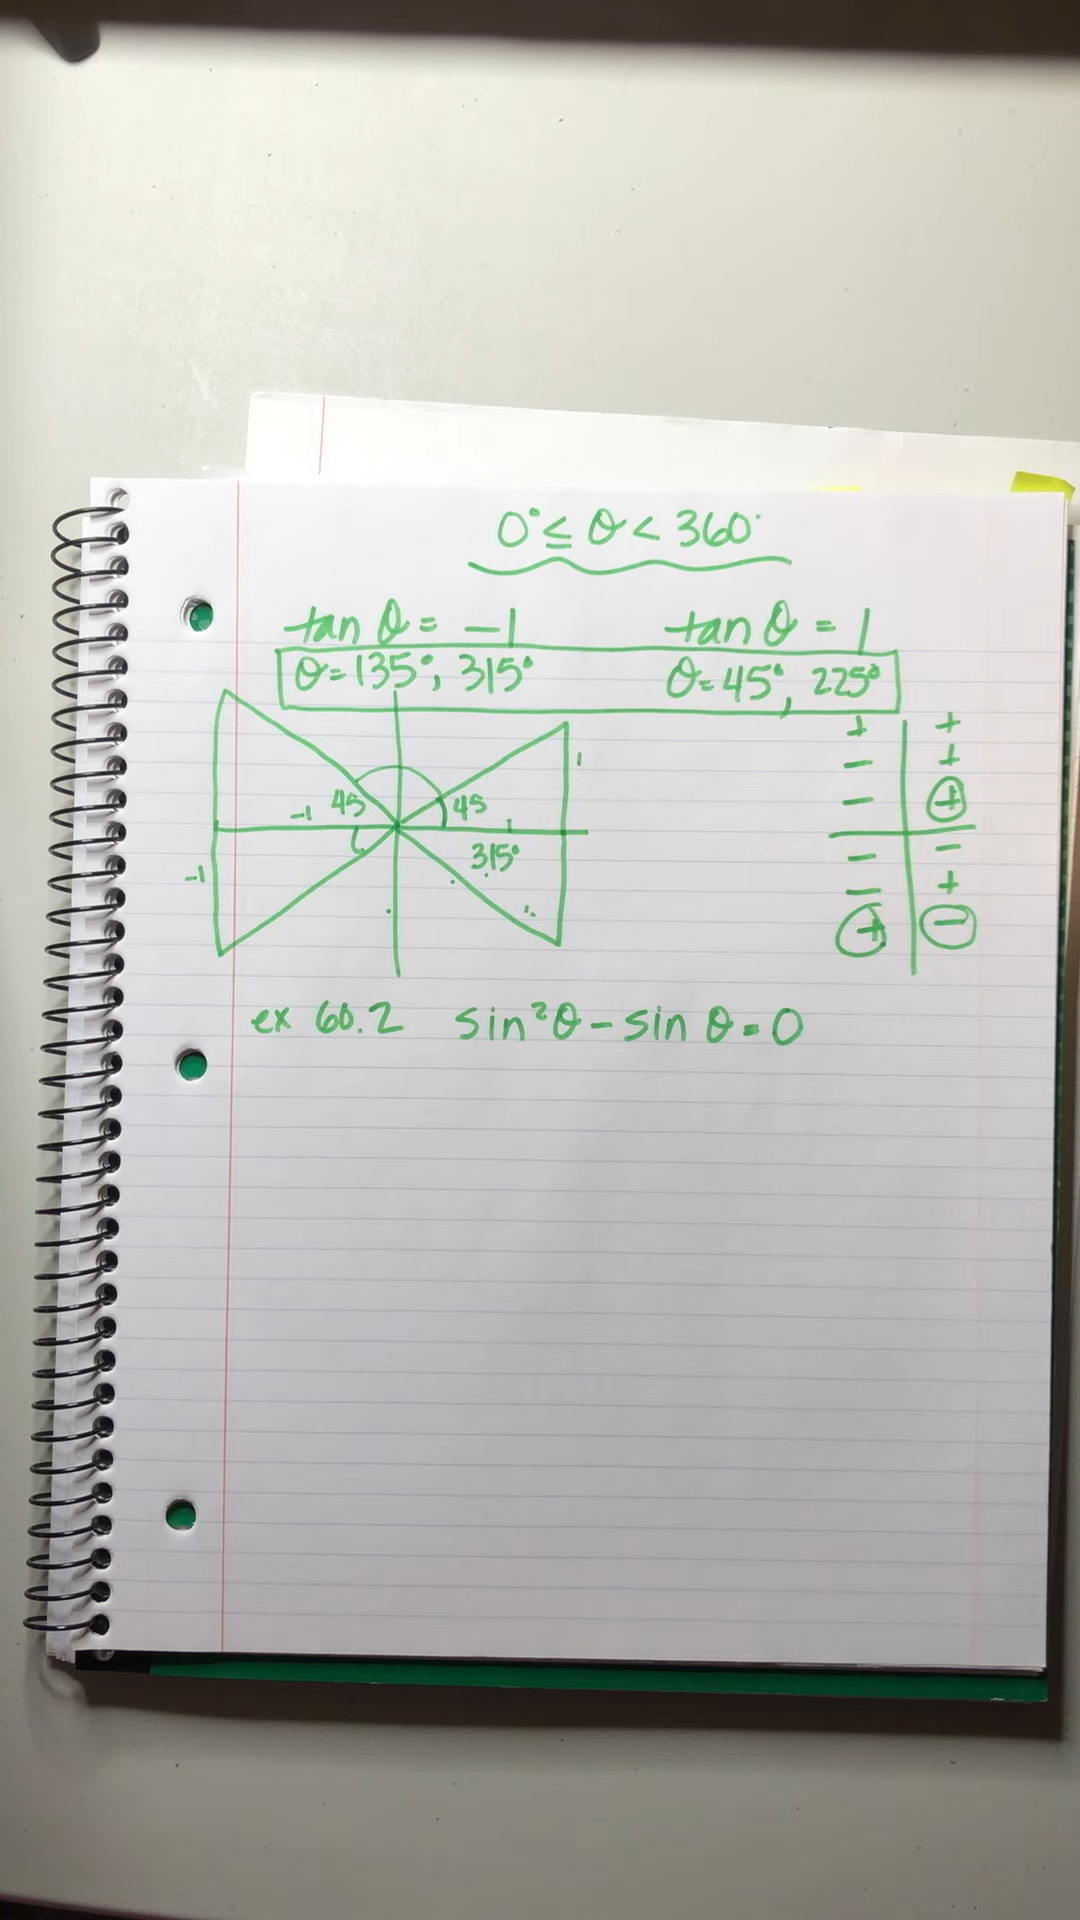 0° ≤ θ < 360°
tan θ = -1 tan θ = 1
θ = 135°, 315° θ = 45°, 225°
+ +
- +
1
-1 45 45 1
- +
315°
- -
-1
- +
+ -
ex 60.2 sin²θ - sin θ = 0